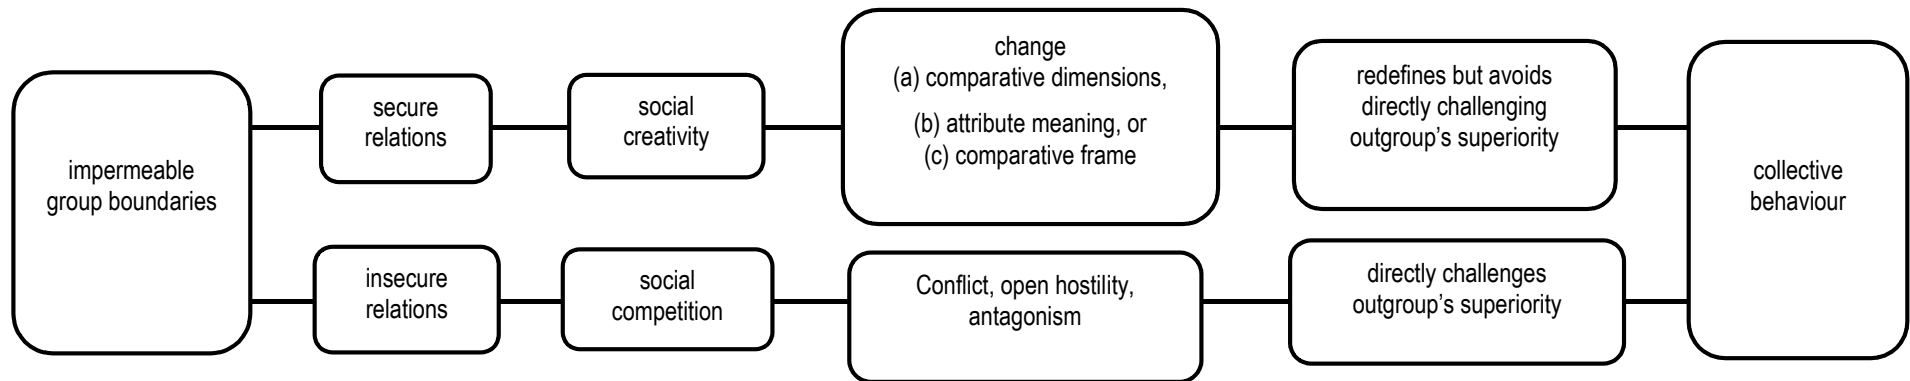 impermeable
group boundaries
secure
relations
social
creativity
change
(a) comparative dimensions,
(b) attribute meaning, or
(c) comparative frame
redefines but avoids
directly challenging
outgroup’s superiority
insecure
relations
social
competition
Conflict, open hostility,
antagonism
directly challenges
outgroup’s superiority
collective
behaviour